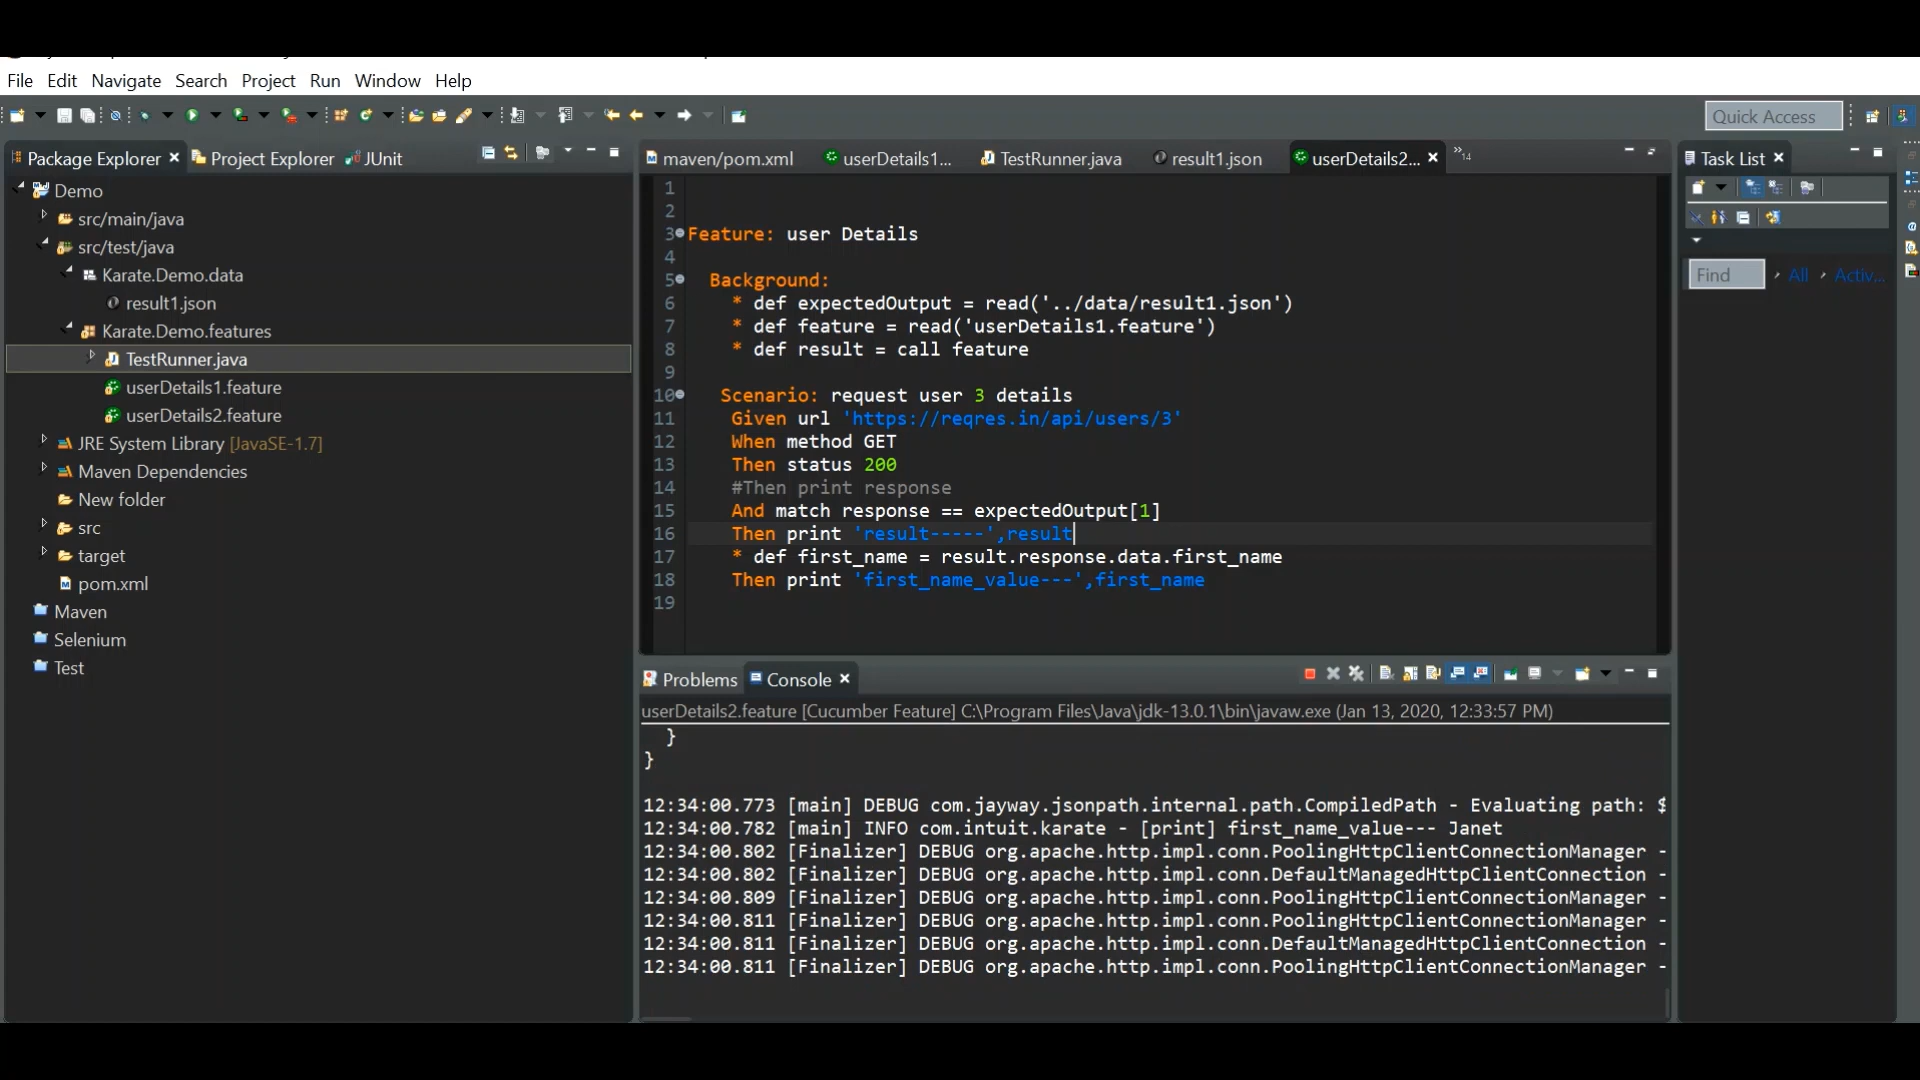 File Edit Navigate Search Project Run Window Help
Quick Access
Package Explorer Project Explorer JUnit
Demo
src/main/java
src/test/java
Karate.Demo.data
result1.json
Karate.Demo.features
TestRunner.java
userDetails1.feature
userDetails2.feature
JRE System Library [JavaSE-1.7]
Maven Dependencies
New folder
src
target
pom.xml
Maven
Selenium
Test
maven/pom.xml userDetails1... TestRunner.java result1.json userDetails2... »14
1
2
3 Feature: user Details
4
5 Background:
6 * def expectedOutput = read('../data/result1.json')
7 * def feature = read('userDetails1.feature')
8 * def result = call feature
9
10 Scenario: request user 3 details
11 Given url 'https://reqres.in/api/users/3'
12 When method GET
13 Then status 200
14 #Then print response
15 And match response == expectedOutput[1]
16 Then print 'result-----',result
17 * def first_name = result.response.data.first_name
18 Then print 'first_name_value---',first_name
19
Problems Console
userDetails2.feature [Cucumber Feature] C:\Program Files\Java\jdk-13.0.1\bin\javaw.exe (Jan 13, 2020, 12:33:57 PM)
}
}
12:34:00.773 [main] DEBUG com.jayway.jsonpath.internal.path.CompiledPath - Evaluating path: $
12:34:00.782 [main] INFO com.intuit.karate - [print] first_name_value--- Janet
12:34:00.802 [Finalizer] DEBUG org.apache.http.impl.conn.PoolingHttpClientConnectionManager -
12:34:00.802 [Finalizer] DEBUG org.apache.http.impl.conn.DefaultManagedHttpClientConnection -
12:34:00.809 [Finalizer] DEBUG org.apache.http.impl.conn.PoolingHttpClientConnectionManager -
12:34:00.811 [Finalizer] DEBUG org.apache.http.impl.conn.PoolingHttpClientConnectionManager -
12:34:00.811 [Finalizer] DEBUG org.apache.http.impl.conn.DefaultManagedHttpClientConnection -
12:34:00.811 [Finalizer] DEBUG org.apache.http.impl.conn.PoolingHttpClientConnectionManager -
Task List
Find All Activ...